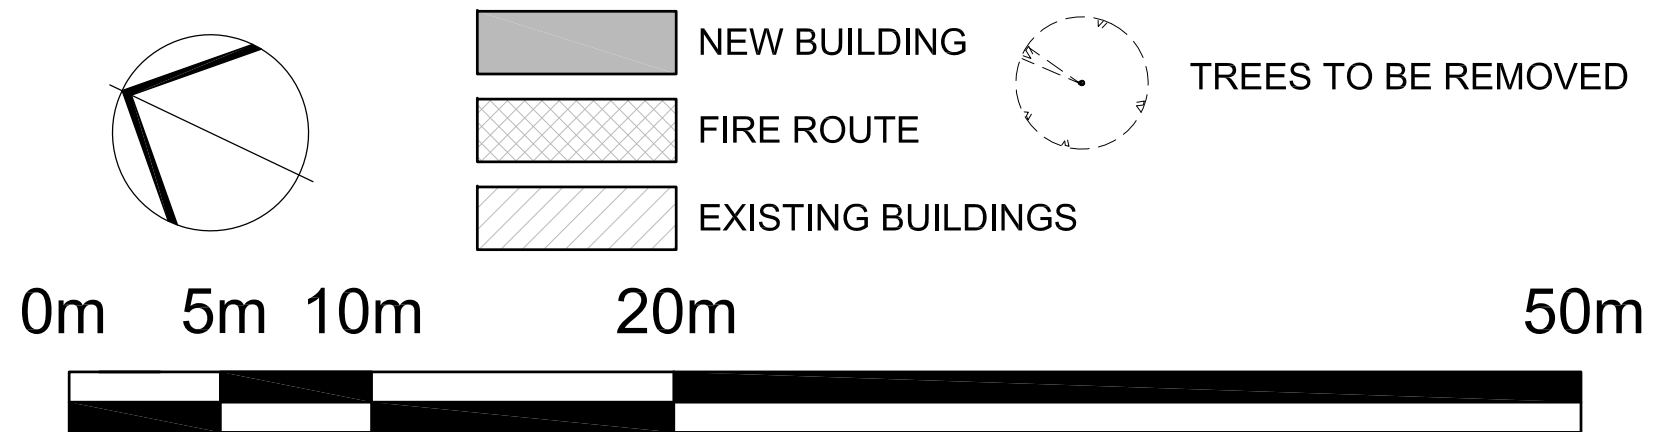 NEW BUILDING
TREES TO BE REMOVED
FIRE ROUTE
EXISTING BUILDINGS
0m 5m 10m 20m 50m